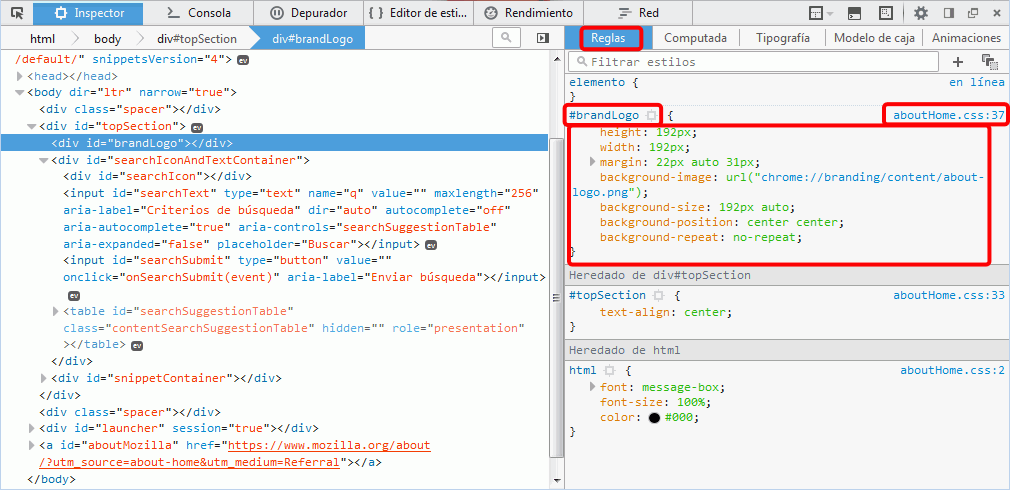 Inspector Consola Depurador Editor de esti... Rendimiento Red
html body div#topSection div#brandLogo
Reglas Computada Tipografía Modelo de caja Animaciones
/default/" snippetsVersion="4"> ev
<head></head>
<body dir="ltr" narrow="true">
<div class="spacer"></div>
<div id="topSection"> ev
<div id="brandLogo"></div>
<div id="searchIconAndTextContainer">
<div id="searchIcon"></div>
<input id="searchText" type="text" name="q" value="" maxlength="256"
aria-label="Criterios de búsqueda" dir="auto" autocomplete="off"
aria-autocomplete="true" aria-controls="searchSuggestionTable"
aria-expanded="false" placeholder="Buscar"></input> ev
<input id="searchSubmit" type="button" value=""
onclick="onSearchSubmit(event)" aria-label="Enviar búsqueda"></input>
ev
<table id="searchSuggestionTable"
class="contentSearchSuggestionTable" hidden="" role="presentation"
></table> ev
</div>
<div id="snippetContainer"></div>
</div>
<div class="spacer"></div>
<div id="launcher" session="true"></div>
<a id="aboutMozilla" href="https://www.mozilla.org/about
/?utm_source=about-home&utm_medium=Referral"></a>
</body>
Filtrar estilos
elemento { en línea
}
#brandLogo { aboutHome.css:37
height: 192px;
width: 192px;
margin: 22px auto 31px;
background-image: url("chrome://branding/content/about-
logo.png");
background-size: 192px auto;
background-position: center center;
background-repeat: no-repeat;
}
Heredado de div#topSection
#topSection { aboutHome.css:33
text-align: center;
}
Heredado de html
html { aboutHome.css:2
font: message-box;
font-size: 100%;
color: #000;
}